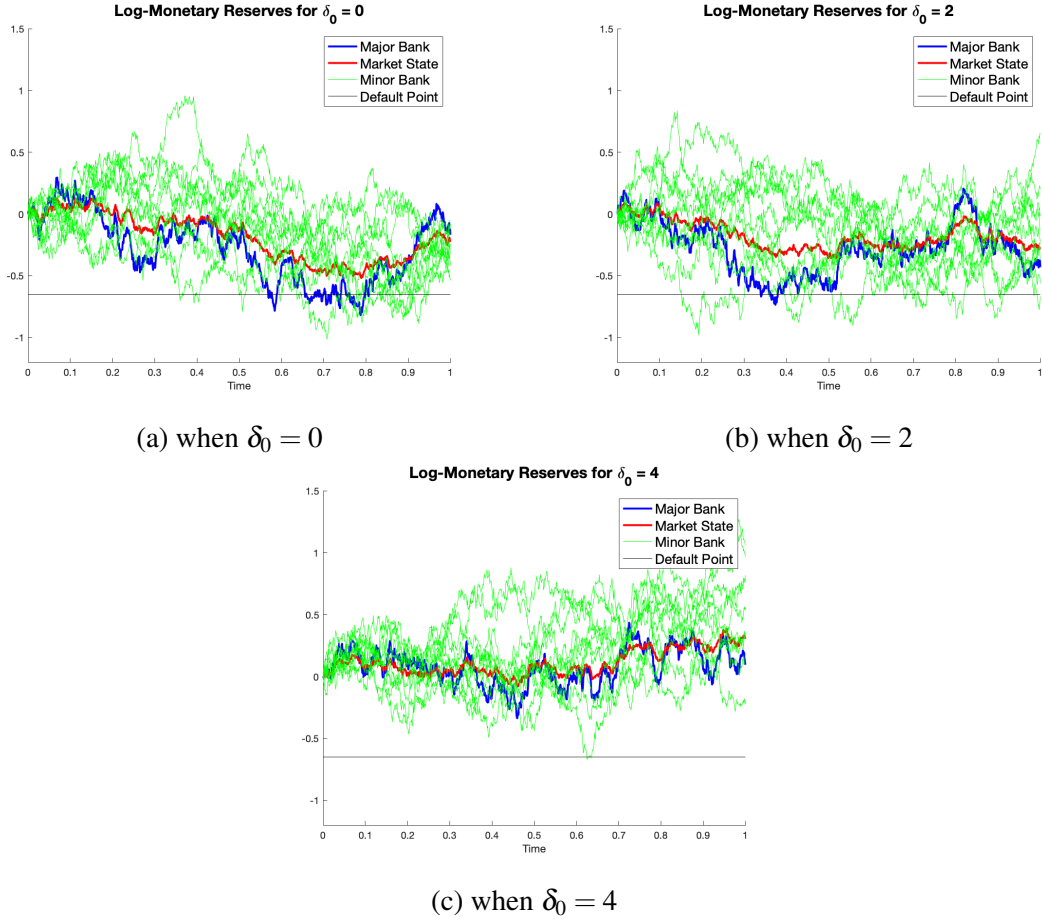 Log-Monetary Reserves for δ₀ = 0
1.5
1
0.5
0
-0.5
-1
0 0.1 0.2 0.3 0.4 0.5 0.6 0.7 0.8 0.9 1
Time
Major Bank
Market State
Minor Bank
Default Point
(a) when δ₀ = 0
Log-Monetary Reserves for δ₀ = 2
1.5
1
0.5
0
-0.5
-1
0 0.1 0.2 0.3 0.4 0.5 0.6 0.7 0.8 0.9 1
Time
Major Bank
Market State
Minor Bank
Default Point
(b) when δ₀ = 2
Log-Monetary Reserves for δ₀ = 4
1.5
1
0.5
0
-0.5
-1
0 0.1 0.2 0.3 0.4 0.5 0.6 0.7 0.8 0.9 1
Time
Major Bank
Market State
Minor Bank
Default Point
(c) when δ₀ = 4